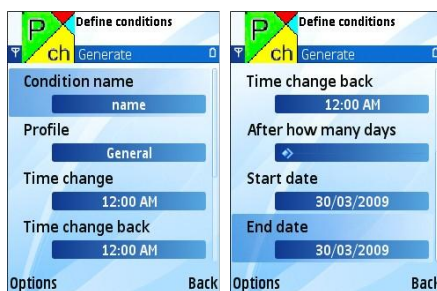 Define conditions
P
ch
Generate
Condition name
name
Profile
General
Time change
12:00 AM
Time change back
12:00 AM
Options
Back
Define conditions
P
ch
Generate
Time change back
12:00 AM
After how many days
Start date
30/03/2009
End date
30/03/2009
Options
Back